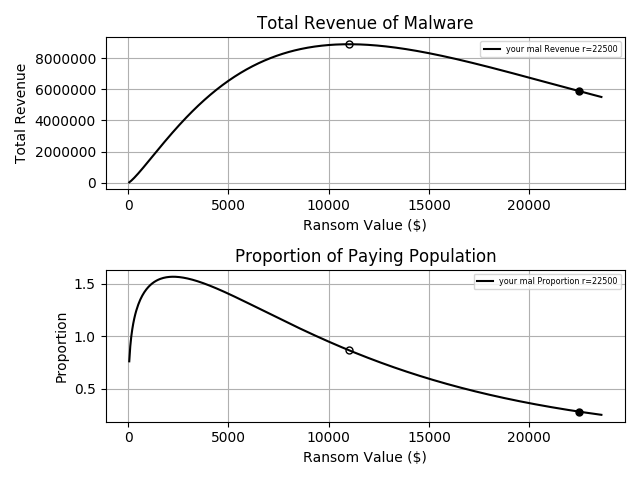 Total Revenue of Malware
your mal Revenue r=22500
8000000
6000000
4000000
2000000
0
Total Revenue
0 5000 10000 15000 20000
Ransom Value ($)
Proportion of Paying Population
your mal Proportion r=22500
1.5
1.0
0.5
Proportion
0 5000 10000 15000 20000
Ransom Value ($)